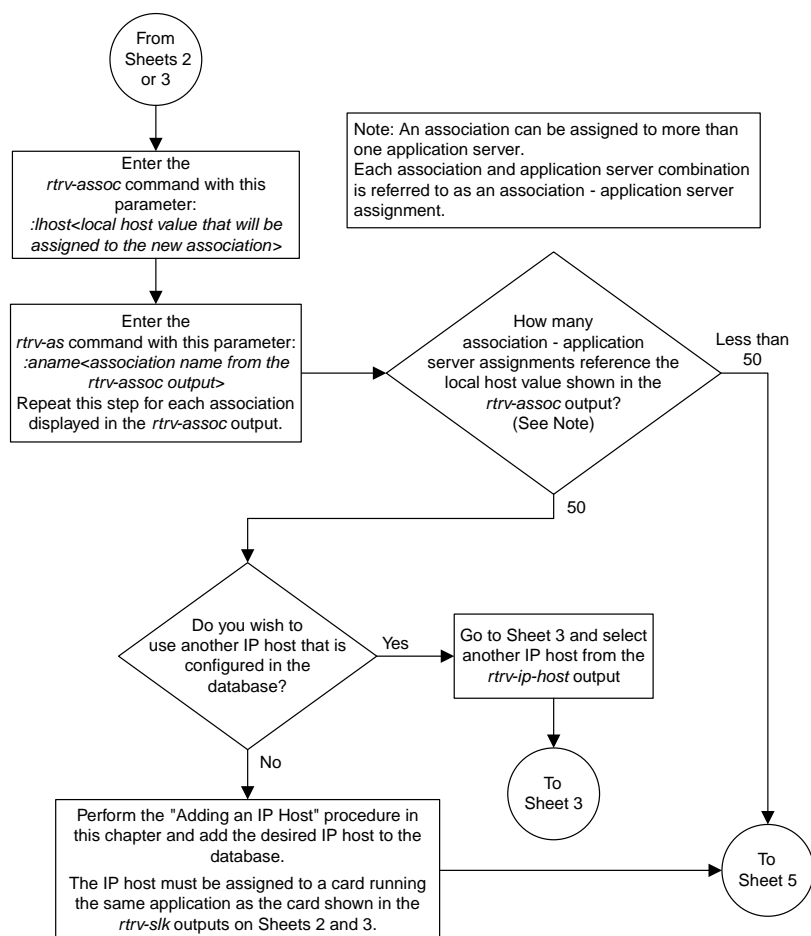 From
Sheets 2
or 3
Note: An association can be assigned to more than
one application server.
Each association and application server combination
is referred to as an association - application server
assignment.
Enter the
rtrv-assoc command with this
parameter:
:lhost<local host value that will be
assigned to the new association>
Enter the
rtrv-as command with this parameter:
:aname<association name from the
rtrv-assoc output>
Repeat this step for each association
displayed in the rtrv-assoc output.
How many
association - application
server assignments reference the
local host value shown in the
rtrv-assoc output?
(See Note)
Less than
50
50
Do you wish to
use another IP host that is
configured in the
database?
Yes
Go to Sheet 3 and select
another IP host from the
rtrv-ip-host output
No
To
Sheet 3
Perform the "Adding an IP Host" procedure in
this chapter and add the desired IP host to the
database.
The IP host must be assigned to a card running
the same application as the card shown in the
rtrv-slk outputs on Sheets 2 and 3.
To
Sheet 5